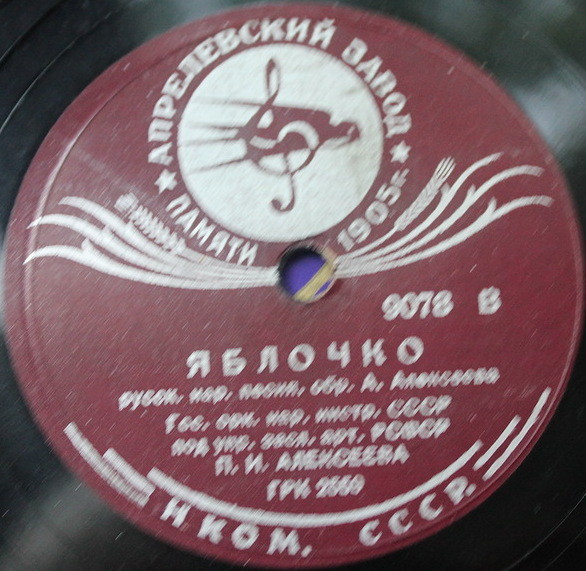 АПРЕЛЕВСКИЙ ЗАВОД
ПАМЯТИ 1905 г.
9078 В
ЯБЛОЧКО
русск. нар. песня, обр. А. Алексеева
Гос. орк. нар. инстр. СССР
под упр. засл. арт. РСФСР
П. И. АЛЕКСЕЕВА
ГРК 2550
НКОМ. СССР.